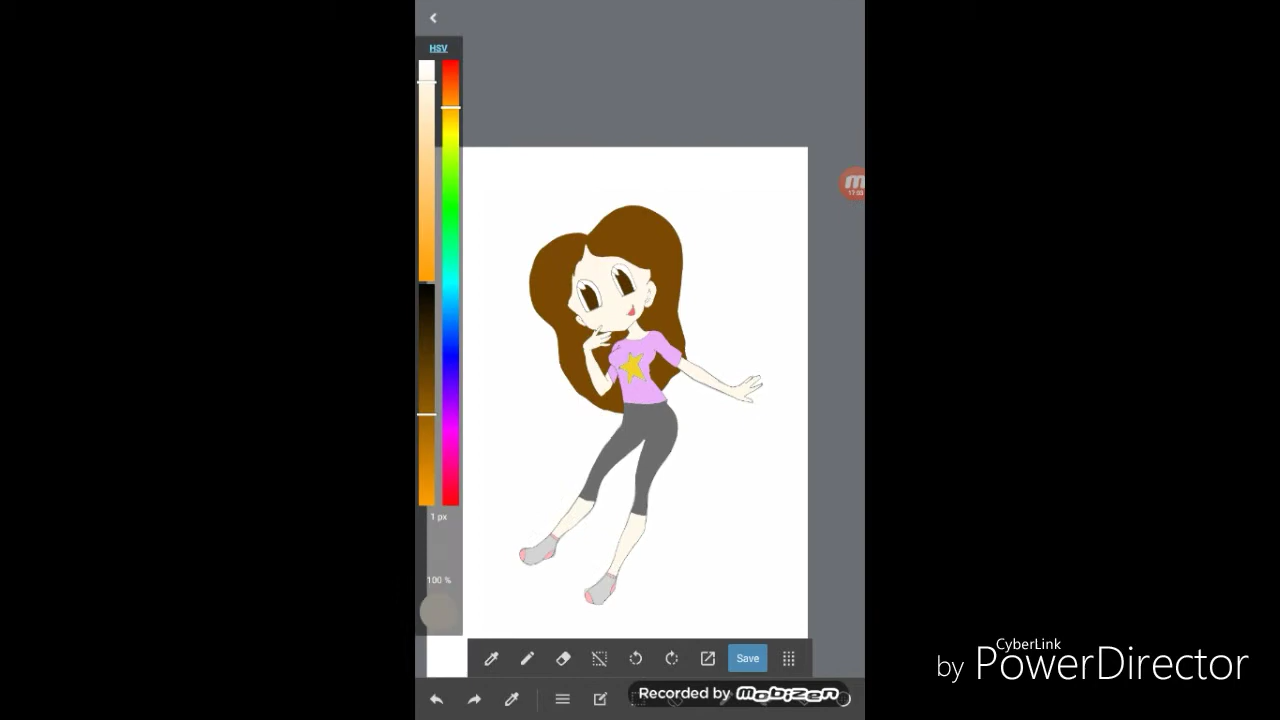 HSV
1 px
100 %
Save
Recorded by MOBIZEN
CyberLink
by PowerDirector